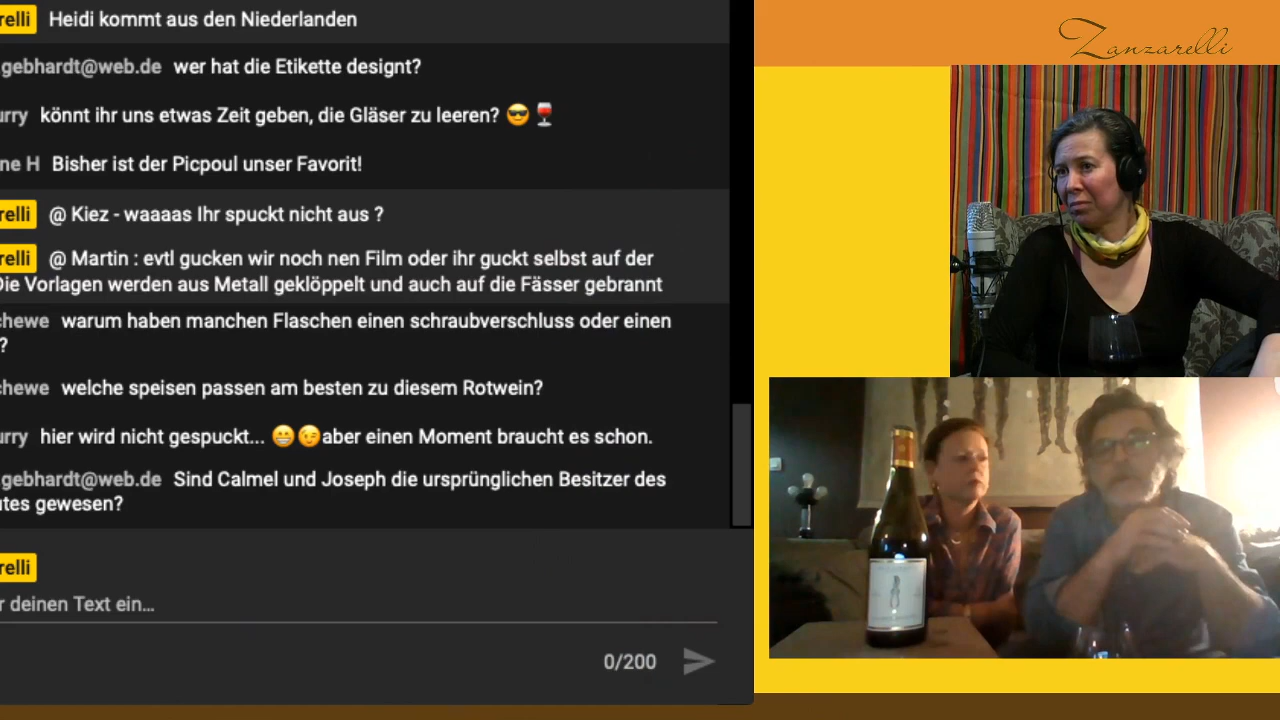 relli Heidi kommt aus den Niederlanden
gebhardt@web.de wer hat die Etikette designt?
urry könnt ihr uns etwas Zeit geben, die Gläser zu leeren? 😎🍷
ne H Bisher ist der Picpoul unser Favorit!
relli @ Kiez - waaaas Ihr spuckt nicht aus ?
relli @ Martin : evtl gucken wir noch nen Film oder ihr guckt selbst auf der
Die Vorlagen werden aus Metall geklöppelt und auch auf die Fässer gebrannt
chewe warum haben manchen Flaschen einen schraubverschluss oder einen
?
chewe welche speisen passen am besten zu diesem Rotwein?
urry hier wird nicht gespuckt... 😁😉aber einen Moment braucht es schon.
gebhardt@web.de Sind Calmel und Joseph die ursprünglichen Besitzer des
utes gewesen?
relli
r deinen Text ein...
0/200
Zanzarelli